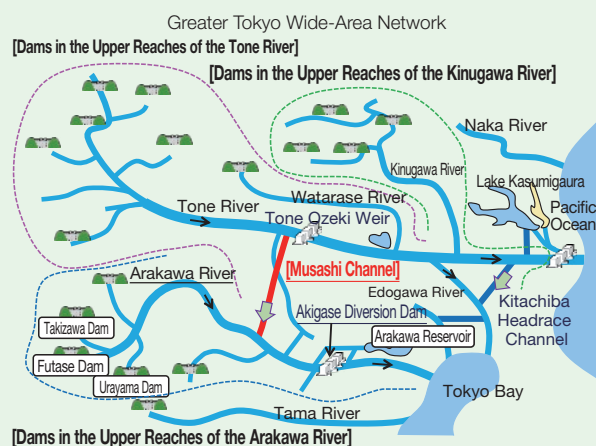 Greater Tokyo Wide-Area Network
[Dams in the Upper Reaches of the Tone River]
[Dams in the Upper Reaches of the Kinugawa River]
Naka River
Kinugawa River
Lake Kasumigaura
Watarase River
Pacific
Ocean
Tone River
Tone Ozeki Weir
[Musashi Channel]
Arakawa River
Edogawa River
Kitachiba
Headrace
Channel
Akigase Diversion Dam
Takizawa Dam
Arakawa Reservoir
Futase Dam
Urayama Dam
Tokyo Bay
Tama River
[Dams in the Upper Reaches of the Arakawa River]